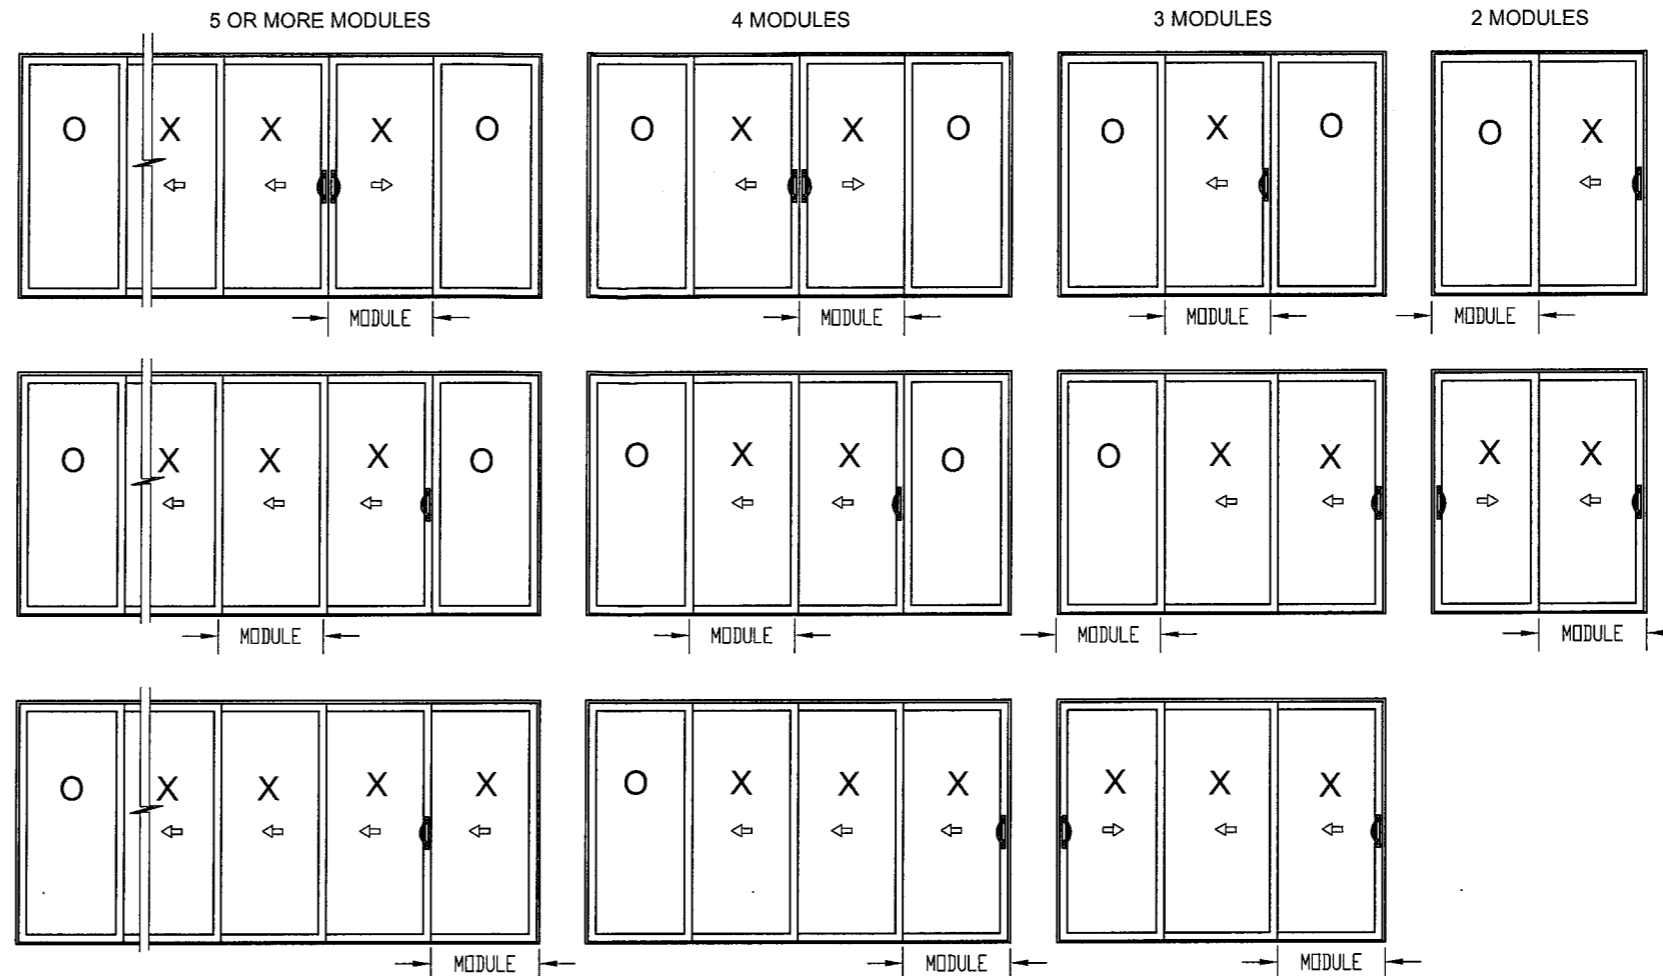 5 OR MORE MODULES 4 MODULES 3 MODULES 2 MODULES
O X X X O O X X O O X O O X
MODULE MODULE MODULE MODULE
O X X X O O X X O O X X X X
MODULE MODULE MODULE MODULE
O X X X X O X X X X X X
MODULE MODULE MODULE